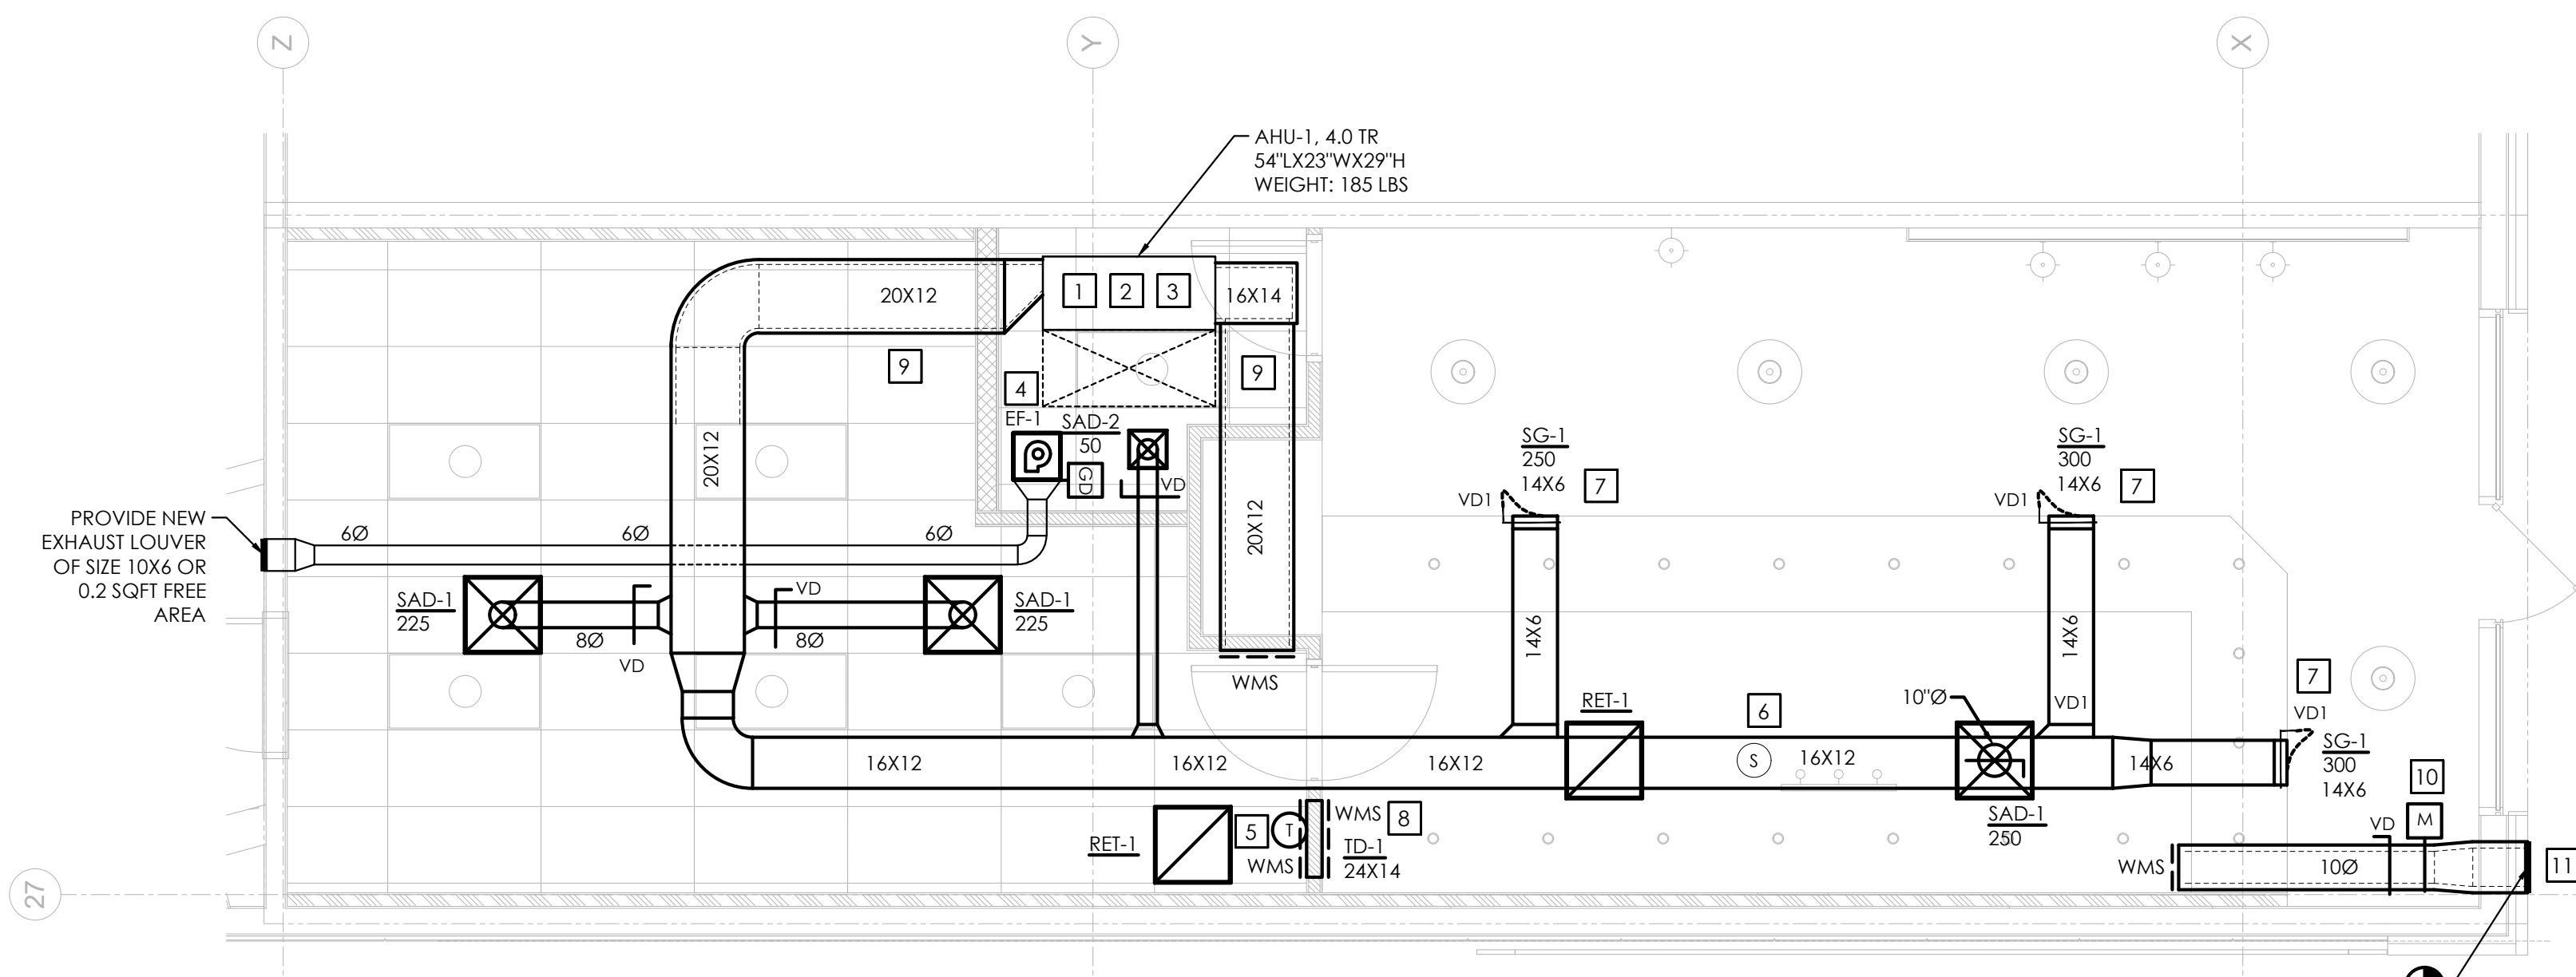 Z
Y
X
AHU-1, 4.0 TR
54"LX23"WX29"H
WEIGHT: 185 LBS
20X12
1
2
3
16X14
9
4
9
EF-1
SAD-2
50
GD
VD
20X12
20X12
SG-1
250
14X6
7
VD1
SG-1
300
14X6
7
VD1
PROVIDE NEW
EXHAUST LOUVER
OF SIZE 10X6 OR
0.2 SQFT FREE
AREA
6Ø
6Ø
6Ø
SAD-1
225
8Ø
VD
VD
8Ø
SAD-1
225
WMS
14X6
14X6
RET-1
6
10"Ø
VD1
7
VD1
SG-1
300
14X6
16X12
16X12
16X12
S
16X12
14X6
10
SAD-1
250
RET-1
5
T
WMS
WMS
8
TD-1
24X14
VD
M
WMS
10Ø
11
27